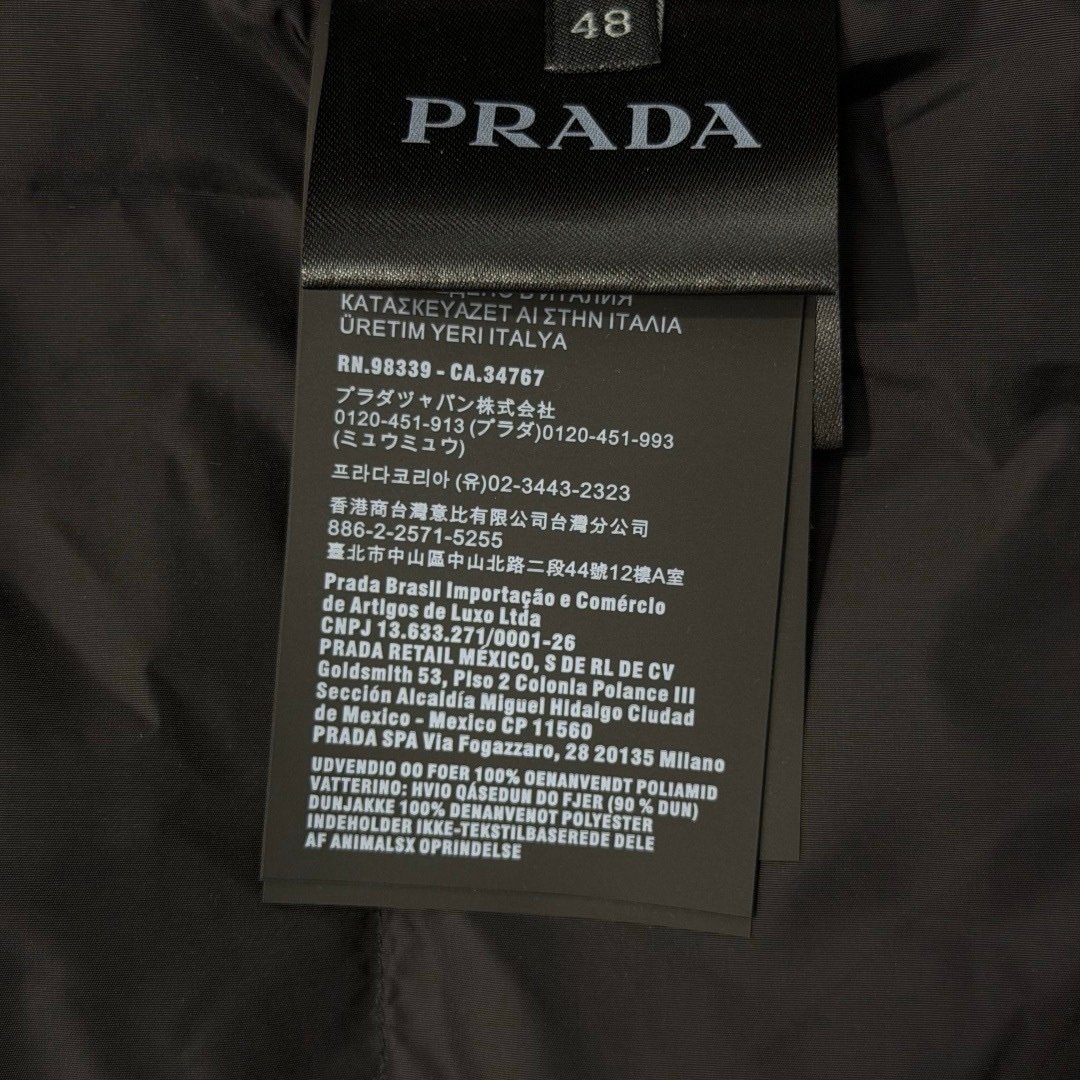 48
PRADA
ΚΑΤΑΣΚΕΥΑΖΕΤ ΑΙ ΣΤΗΝ ΙΤΑΛΙΑ
ÜRETIM YERI ITALYA
RN.98339 - CA.34767
プラダツャパン株式会社
0120-451-913 (プラダ)0120-451-993
(ミュウミュウ)
프라다코리아 (유)02-3443-2323
香港商台灣意比有限公司台灣分公司
886-2-2571-5255
臺北市中山區中山北路二段44號12樓A室
Prada Brasil Importação e Comércio
de Artigos de Luxo Ltda
CNPJ 13.633.271/0001-26
PRADA RETAIL MÉXICO, S DE RL DE CV
Goldsmith 53, Plso 2 Colonia Polance III
Sección Alcaldía Miguel Hidalgo Ciudad
de Mexico - Mexico CP 11560
PRADA SPA Via Fogazzaro, 28 20135 Milano
UDVENDIO OO FOER 100% OENANVENDT POLIAMID
VATTERINO: HVIO QÁSEDUN DO FJER (90 % DUN)
DUNJAKKE 100% DENANVENOT POLYESTER
INDEHOLDER IKKE-TEKSTILBASEREDE DELE
AF ANIMALSX OPRINDELSE